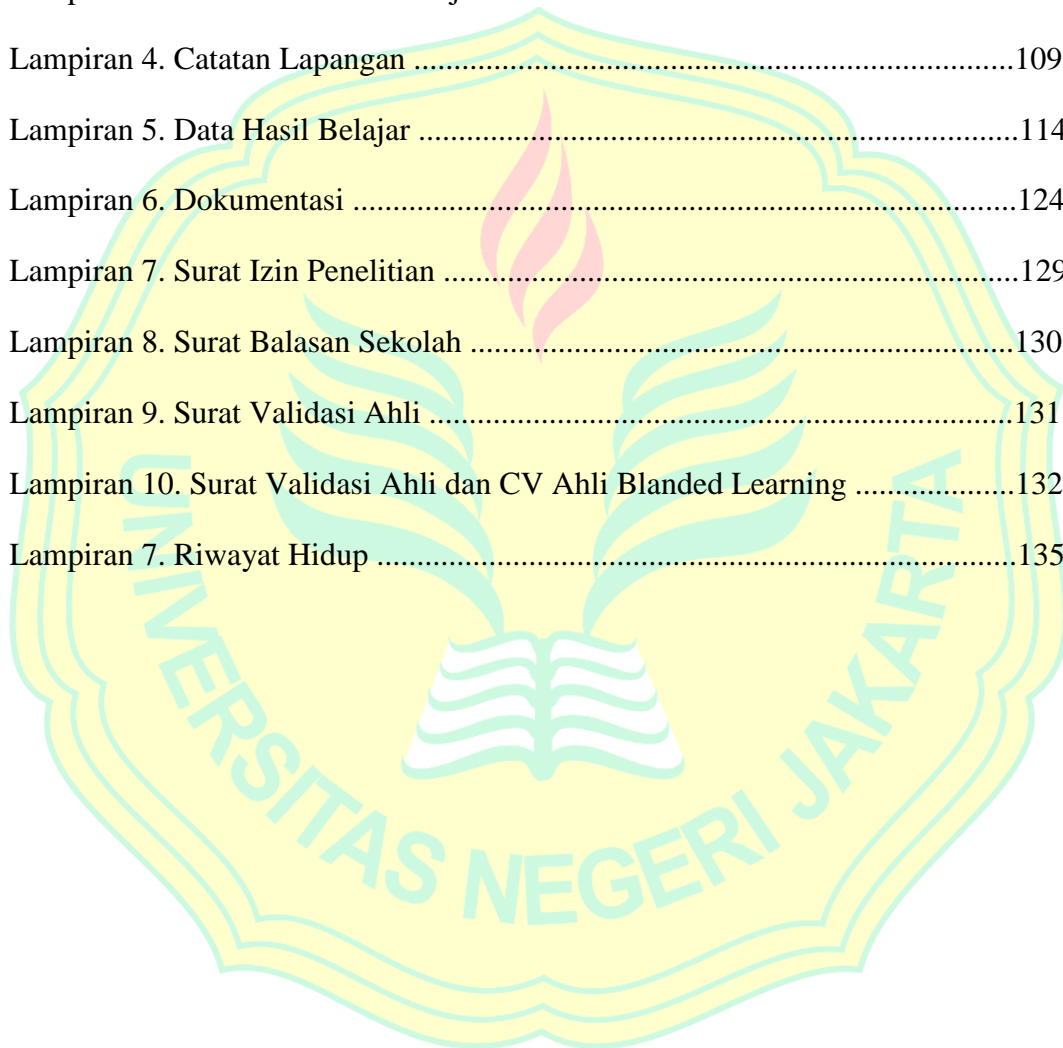 Lampiran 4. Catatan Lapangan ..........................................................................................109
Lampiran 5. Data Hasil Belajar ..........................................................................................114
Lampiran 6. Dokumentasi ....................................................................................................124
Lampiran 7. Surat Izin Penelitian ......................................................................................129
Lampiran 8. Surat Balasan Sekolah ..................................................................................130
Lampiran 9. Surat Validasi Ahli ........................................................................................131
Lampiran 10. Surat Validasi Ahli dan CV Ahli Blanded Learning ...................132
Lampiran 7. Riwayat Hidup ................................................................................................135
UNIVERSITAS NEGERI JAKARTA